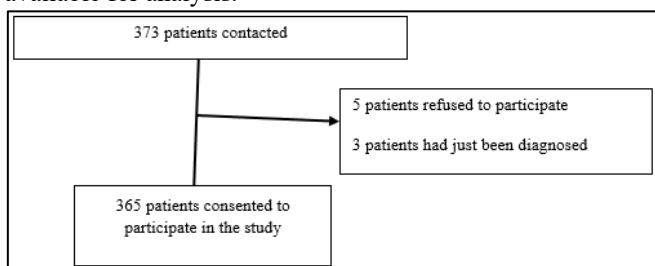 373 patients contacted
5 patients refused to participate
3 patients had just been diagnosed
365 patients consented to
participate in the study